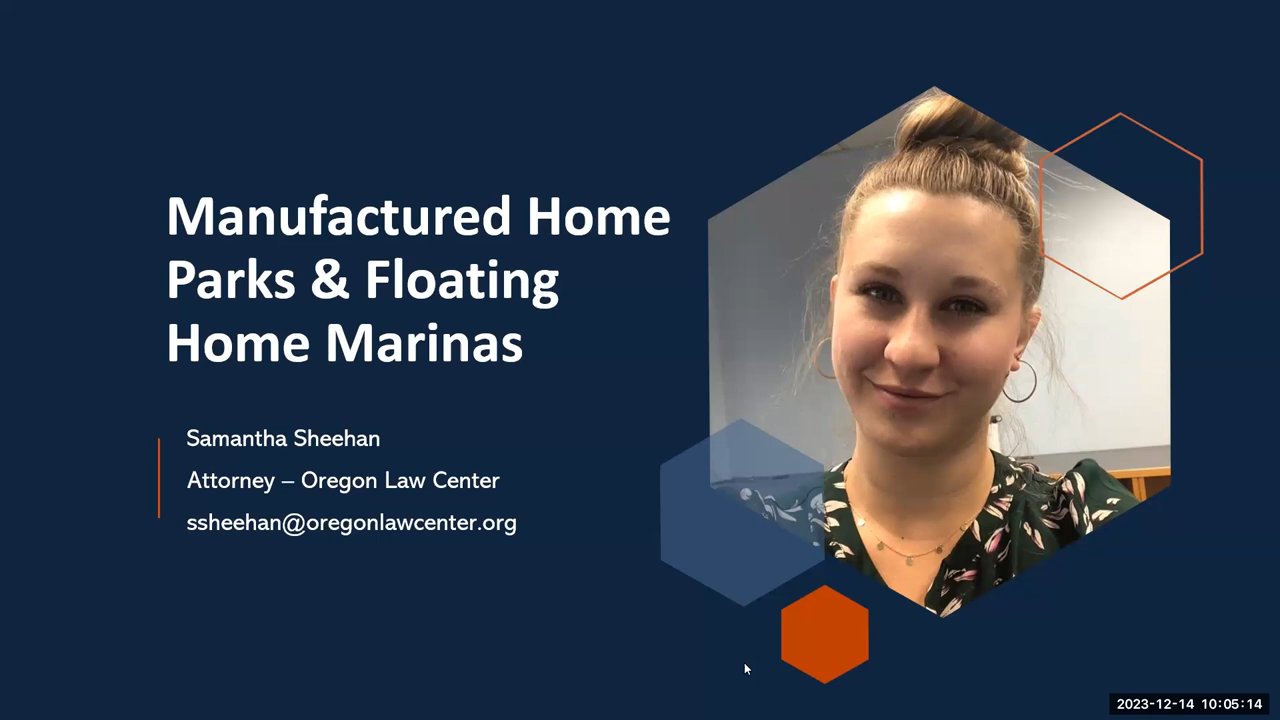 Manufactured Home
Parks & Floating
Home Marinas
Samantha Sheehan
Attorney – Oregon Law Center
ssheehan@oregonlawcenter.org
2023-12-14 10:05:14